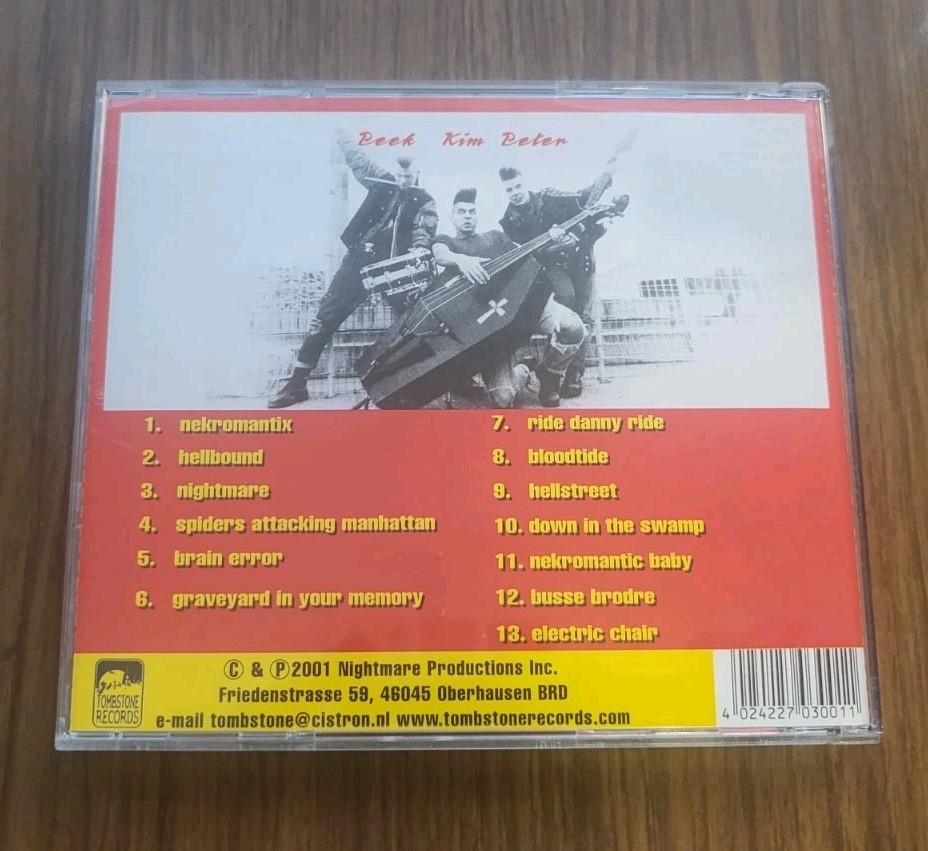 Peek Kim Peter
1. nekromantix
2. hellbound
3. nightmare
4. spiders attacking manhattan
5. brain error
6. graveyard in your memory
7. ride danny ride
8. bloodtide
9. hellstreet
10. down in the swamp
11. nekromantic baby
12. busse brodre
13. electric chair
© & ℗2001 Nightmare Productions Inc.
Friedenstrasse 59, 46045 Oberhausen BRD
e-mail tombstone@cistron.nl www.tombstonerecords.com
TOMBSTONE
RECORDS
4 024227 030011